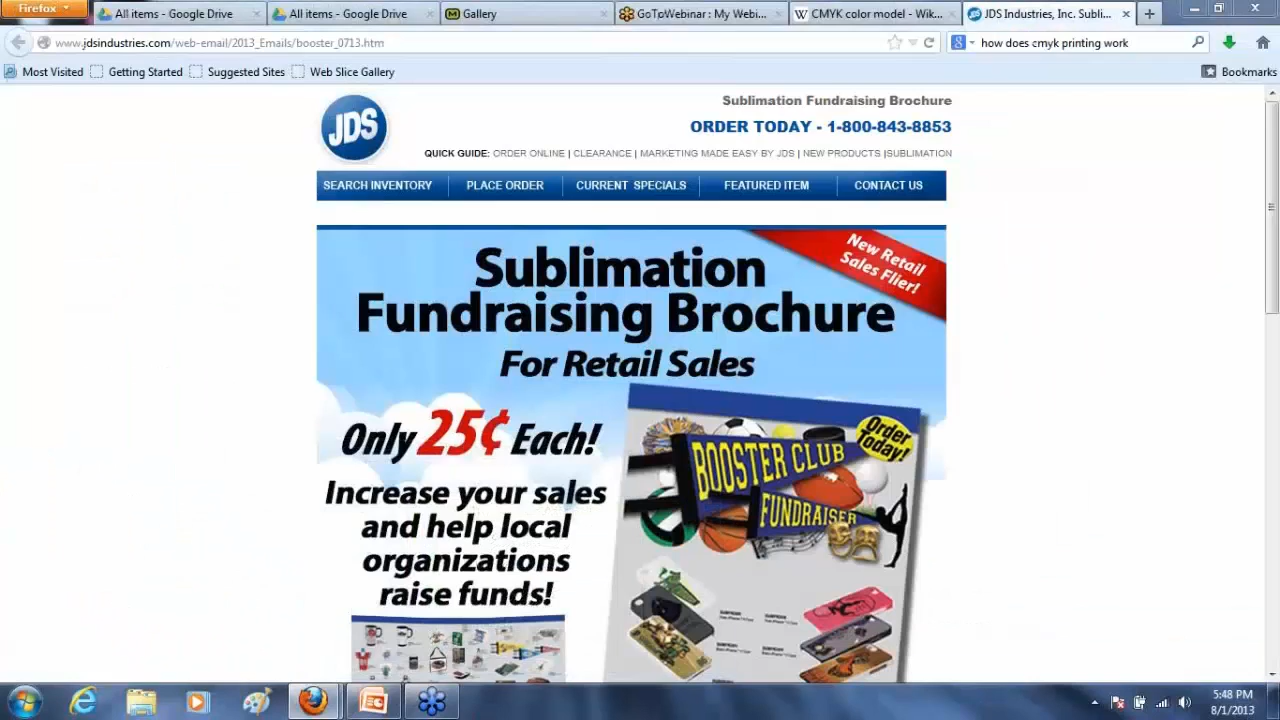 Firefox
All items - Google Drive
All items - Google Drive
Gallery
GoToWebinar : My Webi...
CMYK color model - Wik...
JDS Industries, Inc. Subli...
www.jdsindustries.com/web-email/2013_Emails/booster_0713.htm
how does cmyk printing work
Most Visited
Getting Started
Suggested Sites
Web Slice Gallery
Bookmarks
JDS
Sublimation Fundraising Brochure
ORDER TODAY - 1-800-843-8853
QUICK GUIDE: ORDER ONLINE | CLEARANCE | MARKETING MADE EASY BY JDS | NEW PRODUCTS |SUBLIMATION
SEARCH INVENTORY
PLACE ORDER
CURRENT SPECIALS
FEATURED ITEM
CONTACT US
New Retail
Sales Flier!
Sublimation
Fundraising Brochure
For Retail Sales
Only 25¢ Each!
Increase your sales
and help local
organizations
raise funds!
Order
Today!
BOOSTER CLUB
FUNDRAISER
5:48 PM
8/1/2013